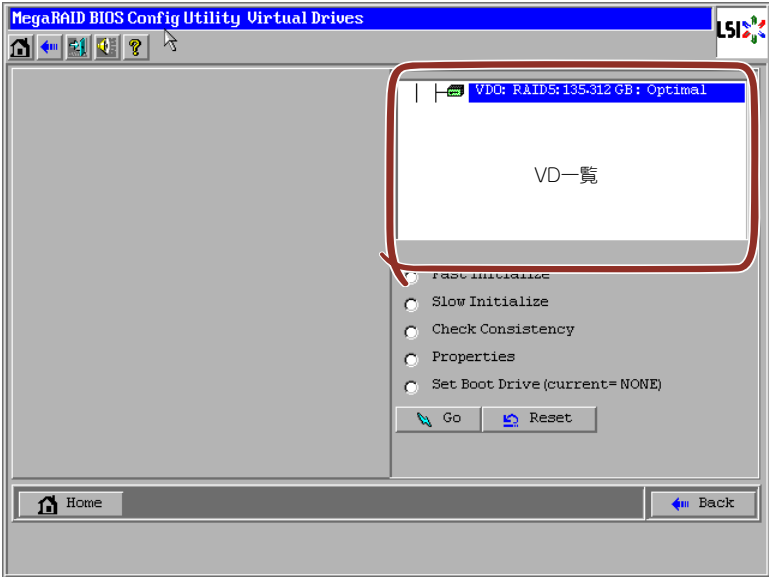 MegaRAID BIOS Config Utility Virtual Drives
LSI
VD0: RAID5: 135.312 GB: Optimal
VD一覧
Fast Initialize
Slow Initialize
Check Consistency
Properties
Set Boot Drive (current= NONE)
Go
Reset
Home
Back